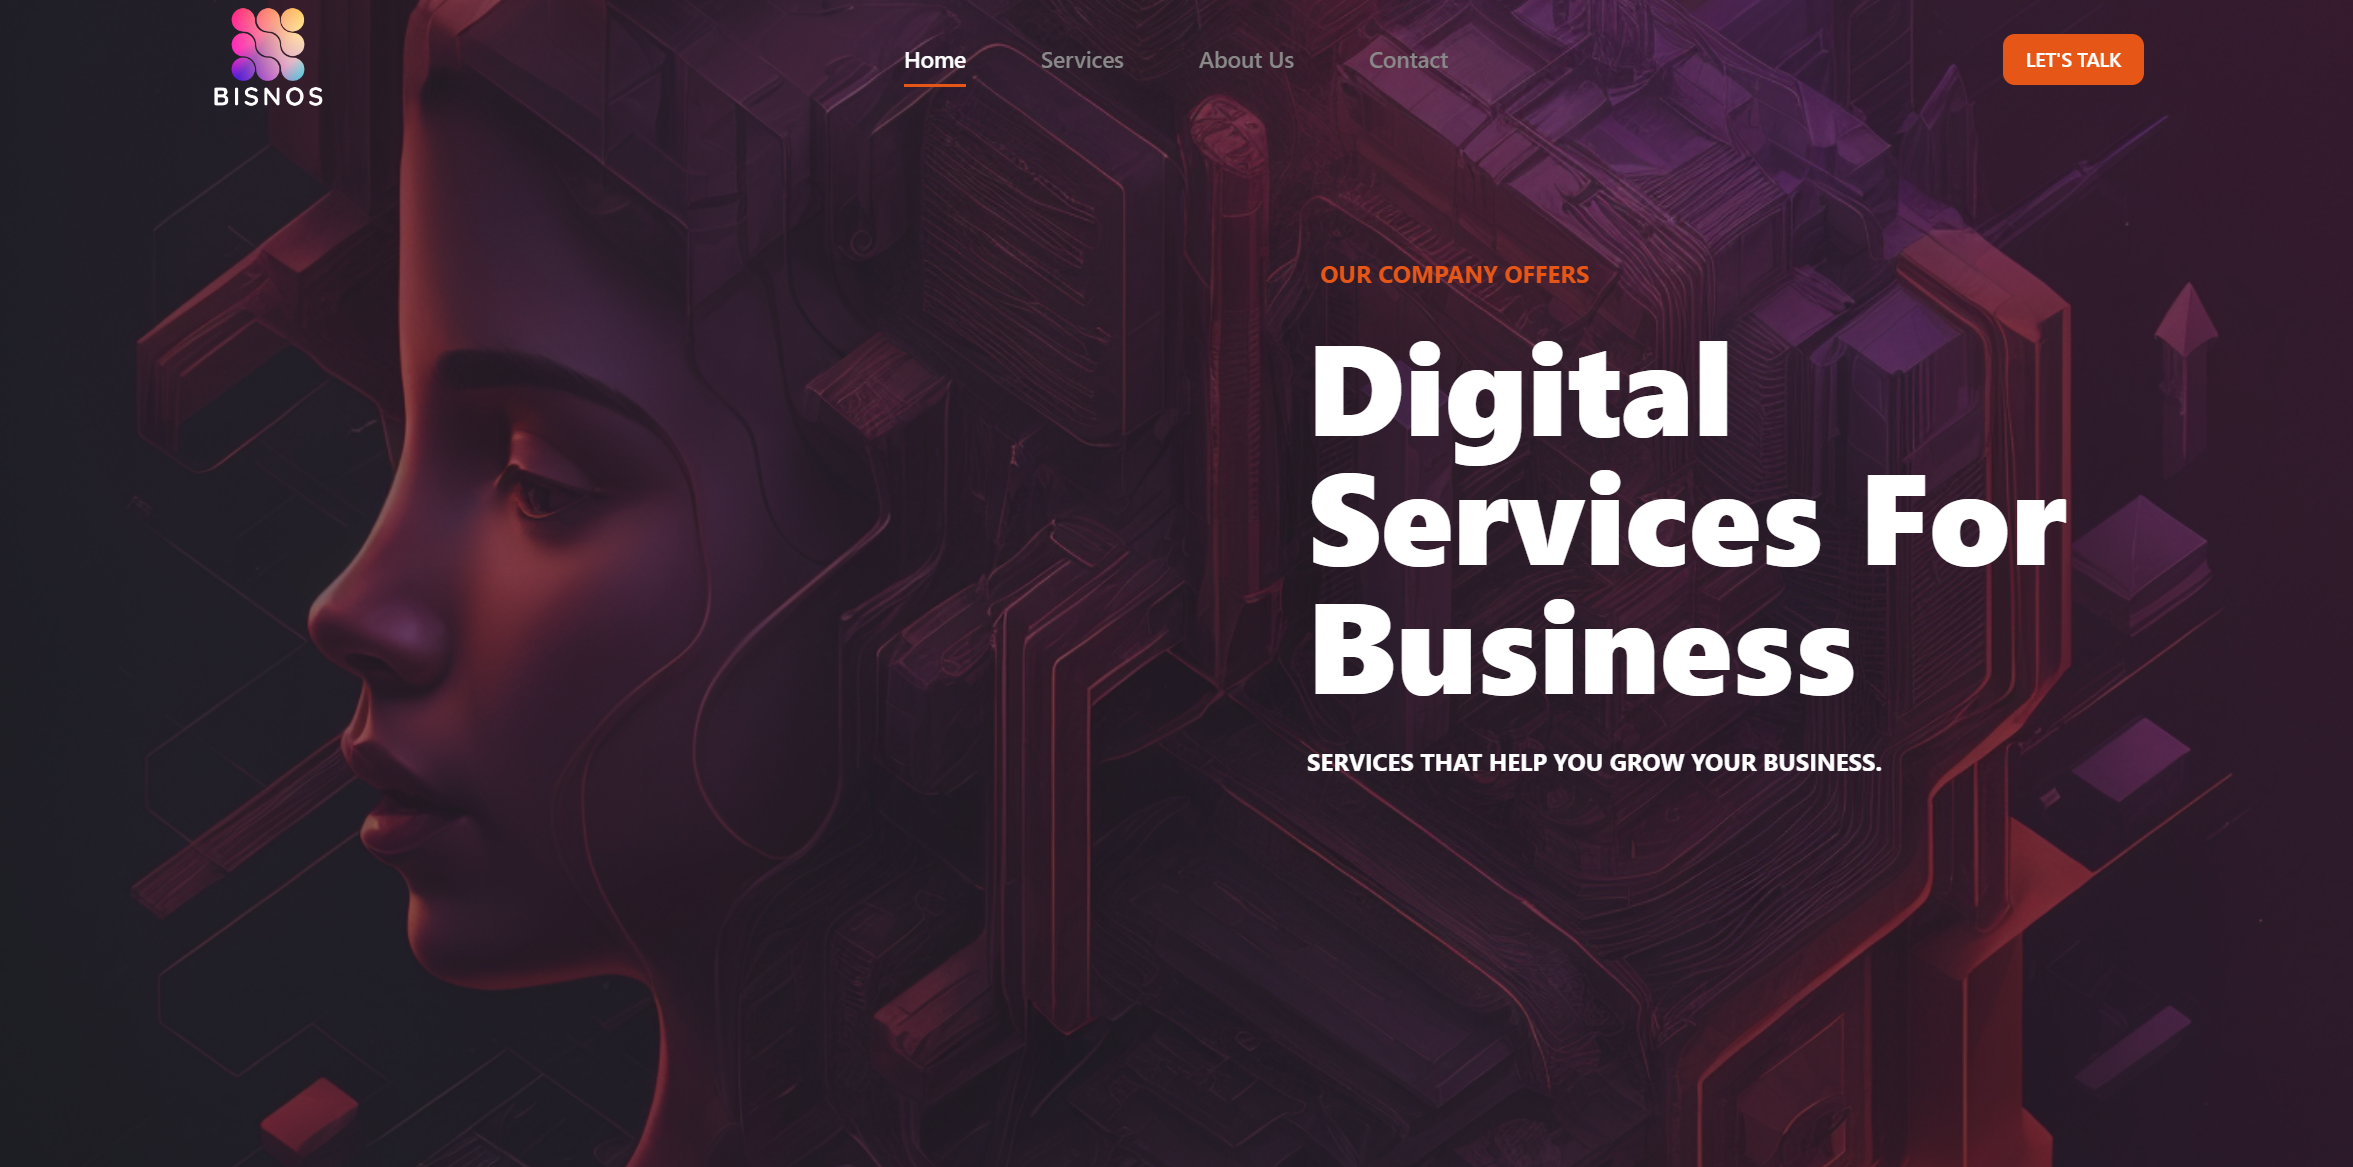 BISNOS
Home
Services
About Us
Contact
LET'S TALK
OUR COMPANY OFFERS
Digital
Services For
Business
SERVICES THAT HELP YOU GROW YOUR BUSINESS.